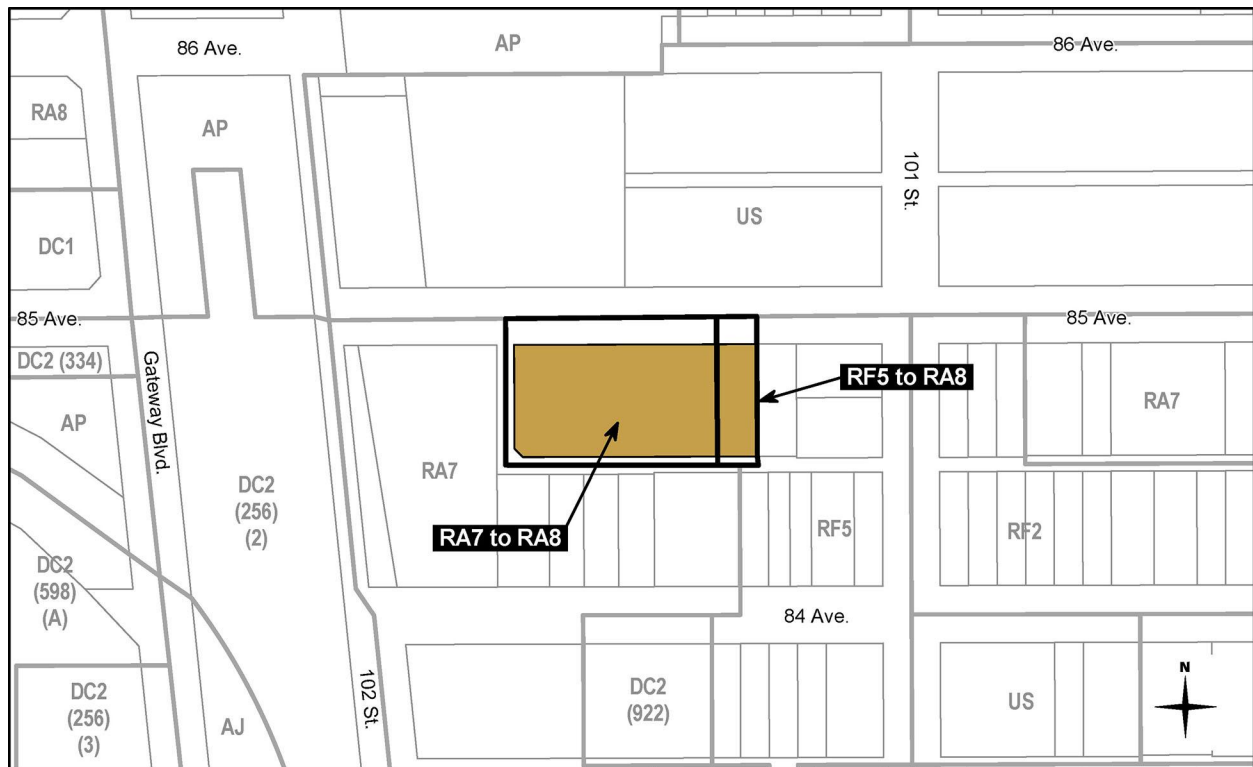 86 Ave.
AP
86 Ave.
RA8
AP
101 St.
US
DC1
85 Ave.
85 Ave.
DC2 (334)
Gateway Blvd.
RF5 to RA8
RA7
AP
RA7
DC2
(256)
(2)
RA7 to RA8
RF5
RF2
DC2
(598)
(A)
84 Ave.
102 St.
N
DC2
(256)
(3)
AJ
DC2
(922)
US